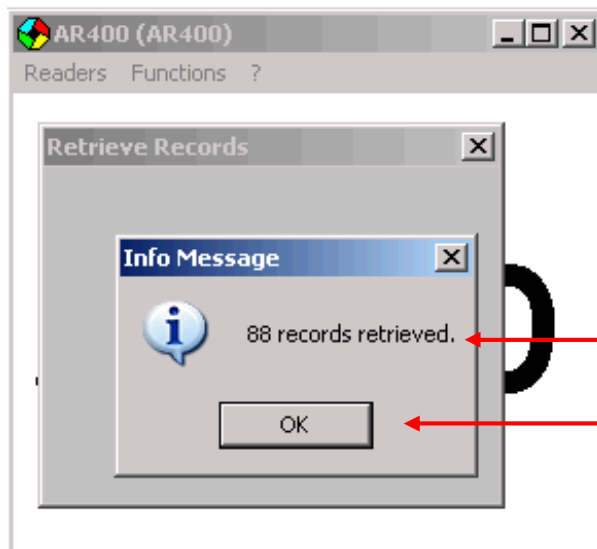 AR400 (AR400)
Readers Functions ?
Retrieve Records
Info Message
88 records retrieved.
OK